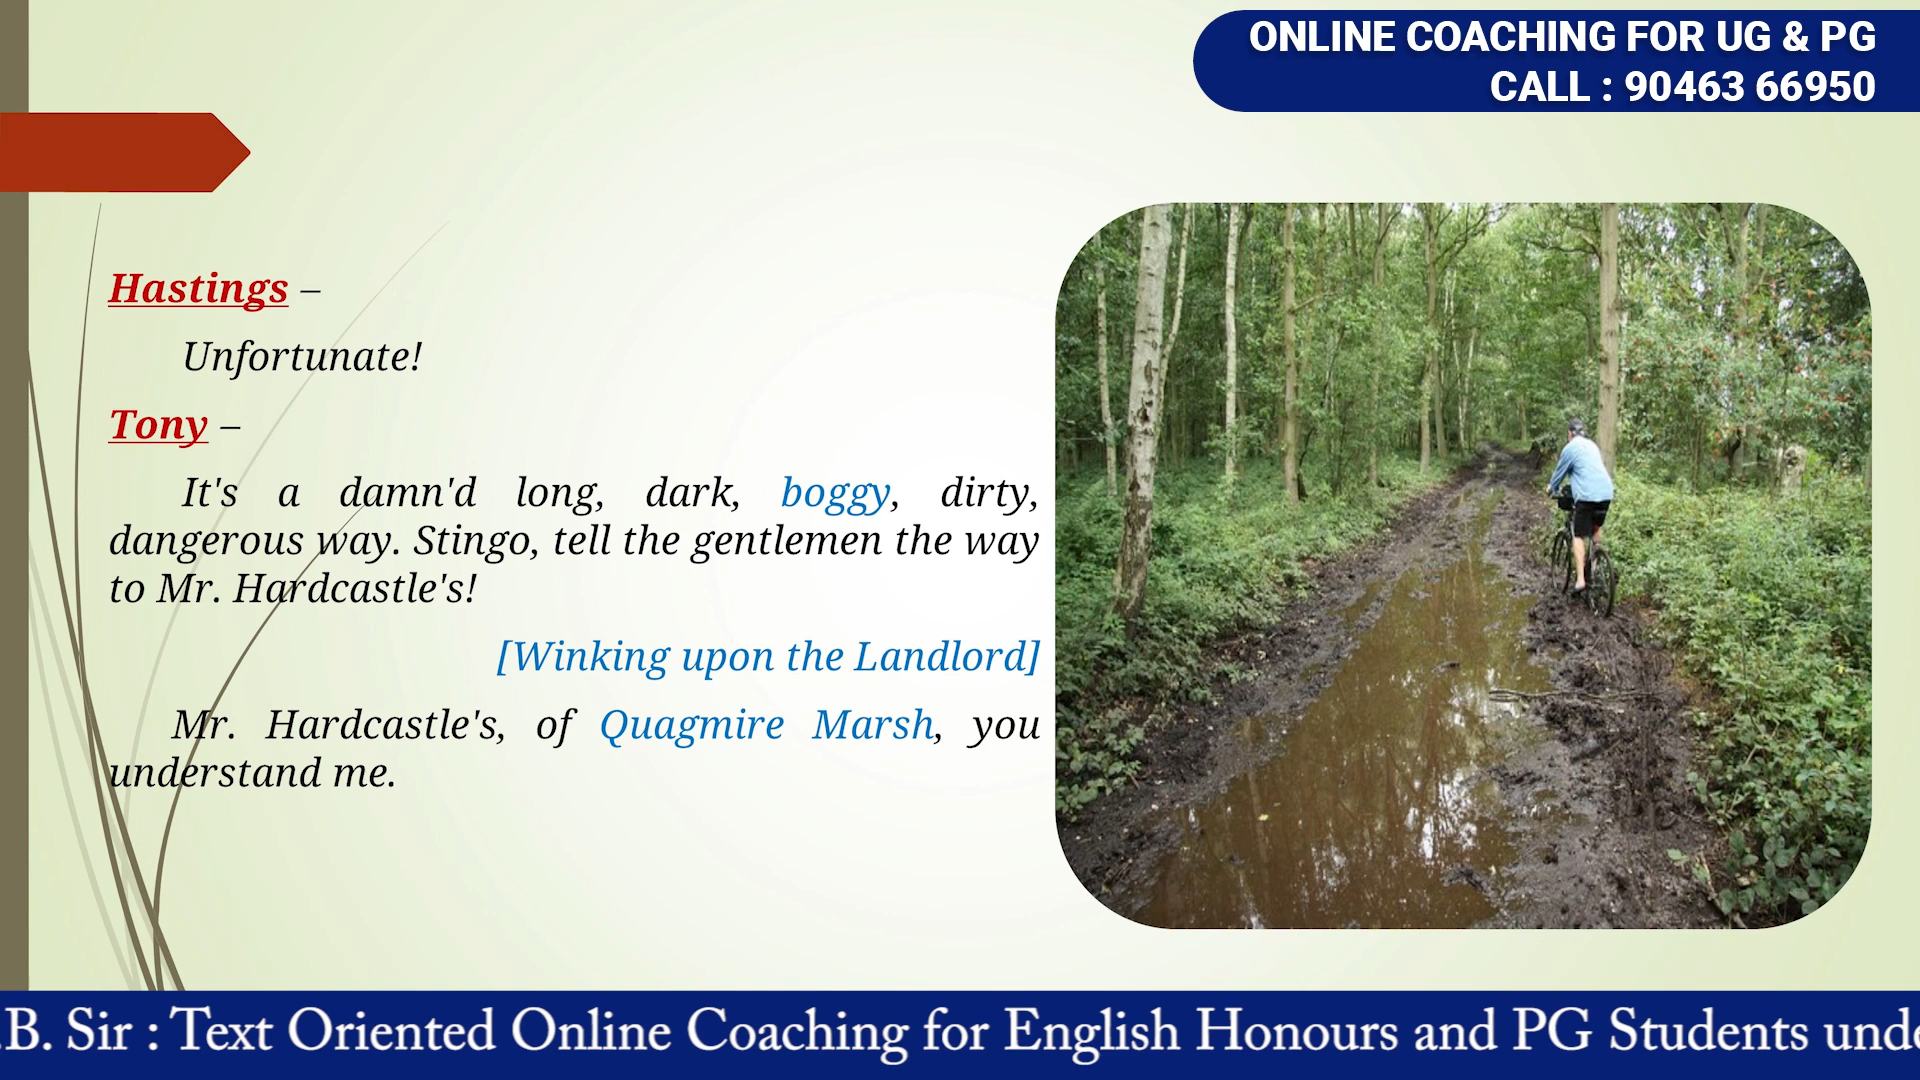 ONLINE COACHING FOR UG & PG
CALL : 90463 66950
Hastings –
Unfortunate!
Tony –
It's a damn'd long, dark, boggy, dirty,
dangerous way. Stingo, tell the gentlemen the way
to Mr. Hardcastle's!
[Winking upon the Landlord]
Mr. Hardcastle's, of Quagmire Marsh, you
understand me.
.B. Sir : Text Oriented Online Coaching for English Honours and PG Students